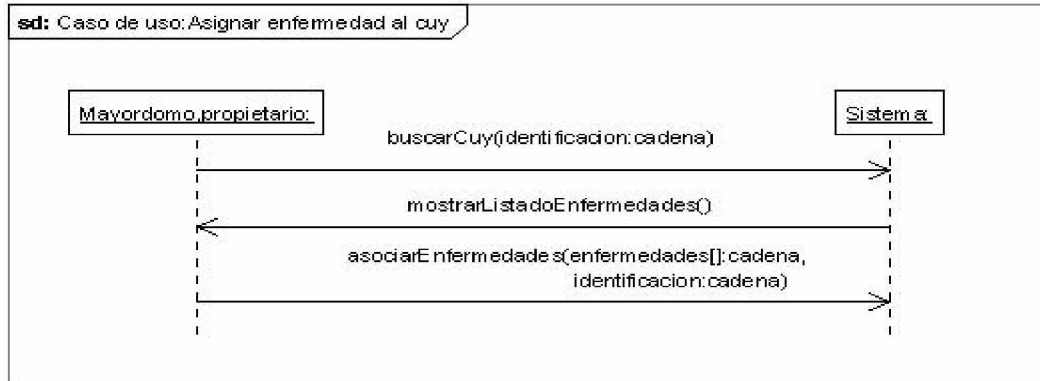 sd: Caso de uso:Asignar enfermedad al cuy
Mayordomo,propietario:
Sistema:
buscarCuy(identificacion:cadena)
mostrarListadoEnfermedades()
asociarEnfermedades(enfermedades[]:cadena,
identificacion:cadena)